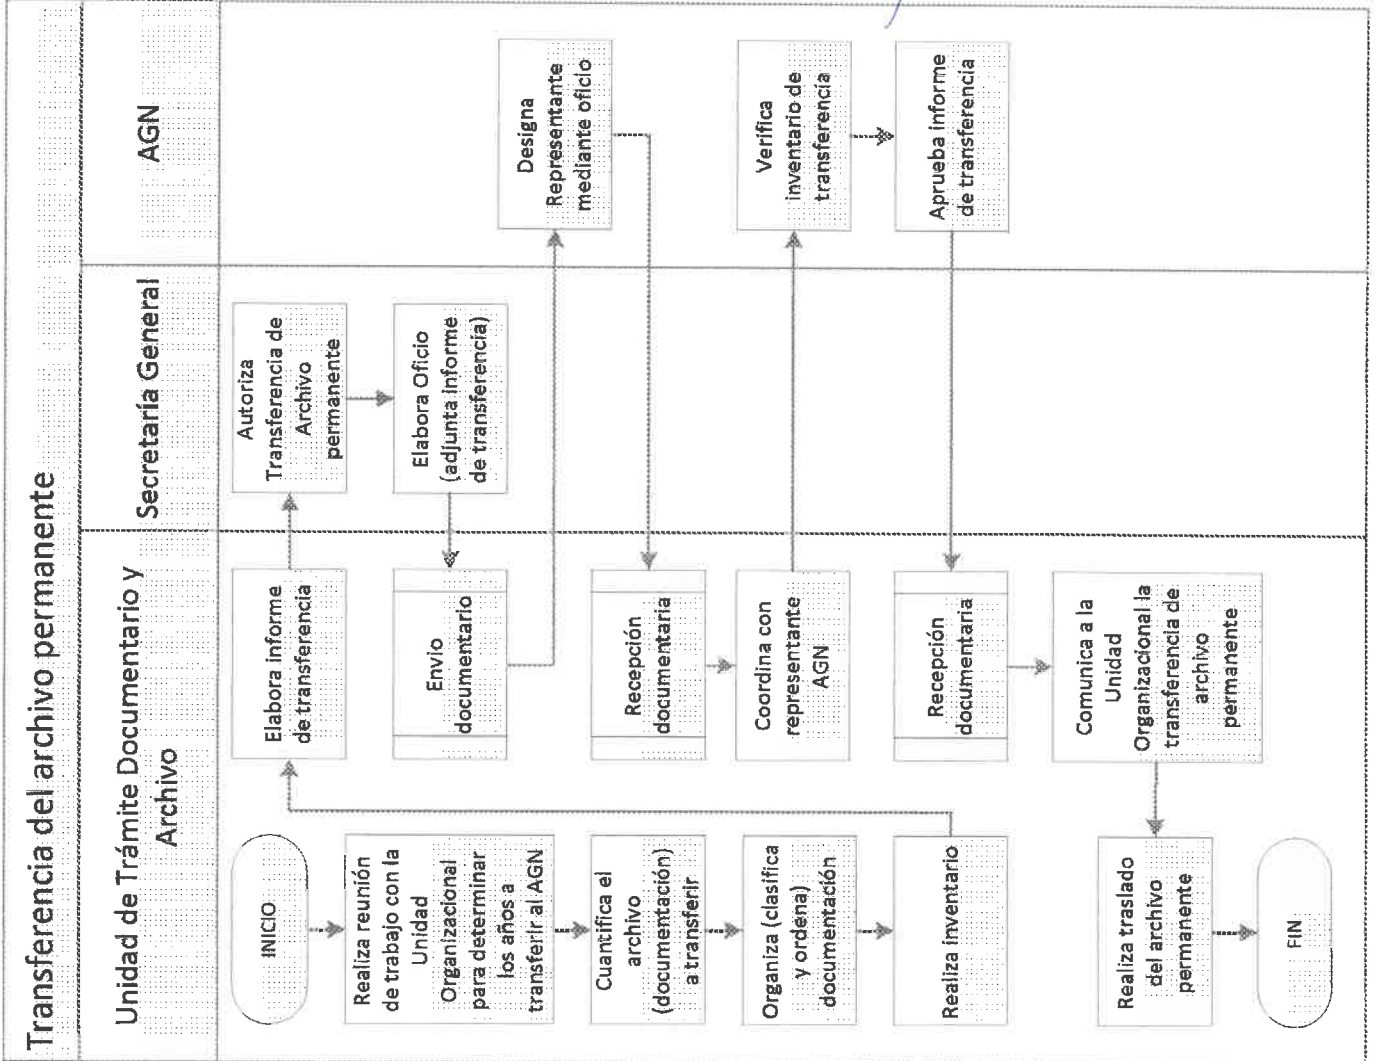 Transferencia del archivo permanente
Unidad de Trámite Documentario y
Archivo
Secretaría General
AGN
INICIO
Realiza reunión
de trabajo con la
Unidad
Organizacional
para determinar
los años a
transferir al AGN
Cuantifica el
archivo
(documentación)
a transferir
Organiza (clasifica
y ordena)
documentación
Realiza inventario
Elabora informe
de transferencia
Autoriza
Transferencia de
Archivo
permanente
Elabora Oficio
(adjunta informe
de transferencia)
Envio
documentario
Designa
Representante
mediante oficio
Recepción
documentaria
Coordina con
representante
AGN
Verifica
inventario de
transferencia
Aprueba informe
de transferencia
Recepción
documentaria
Comunica a la
Unidad
Organizacional la
transferencia de
archivo
permanente
Realiza traslado
del archivo
permanente
FIN